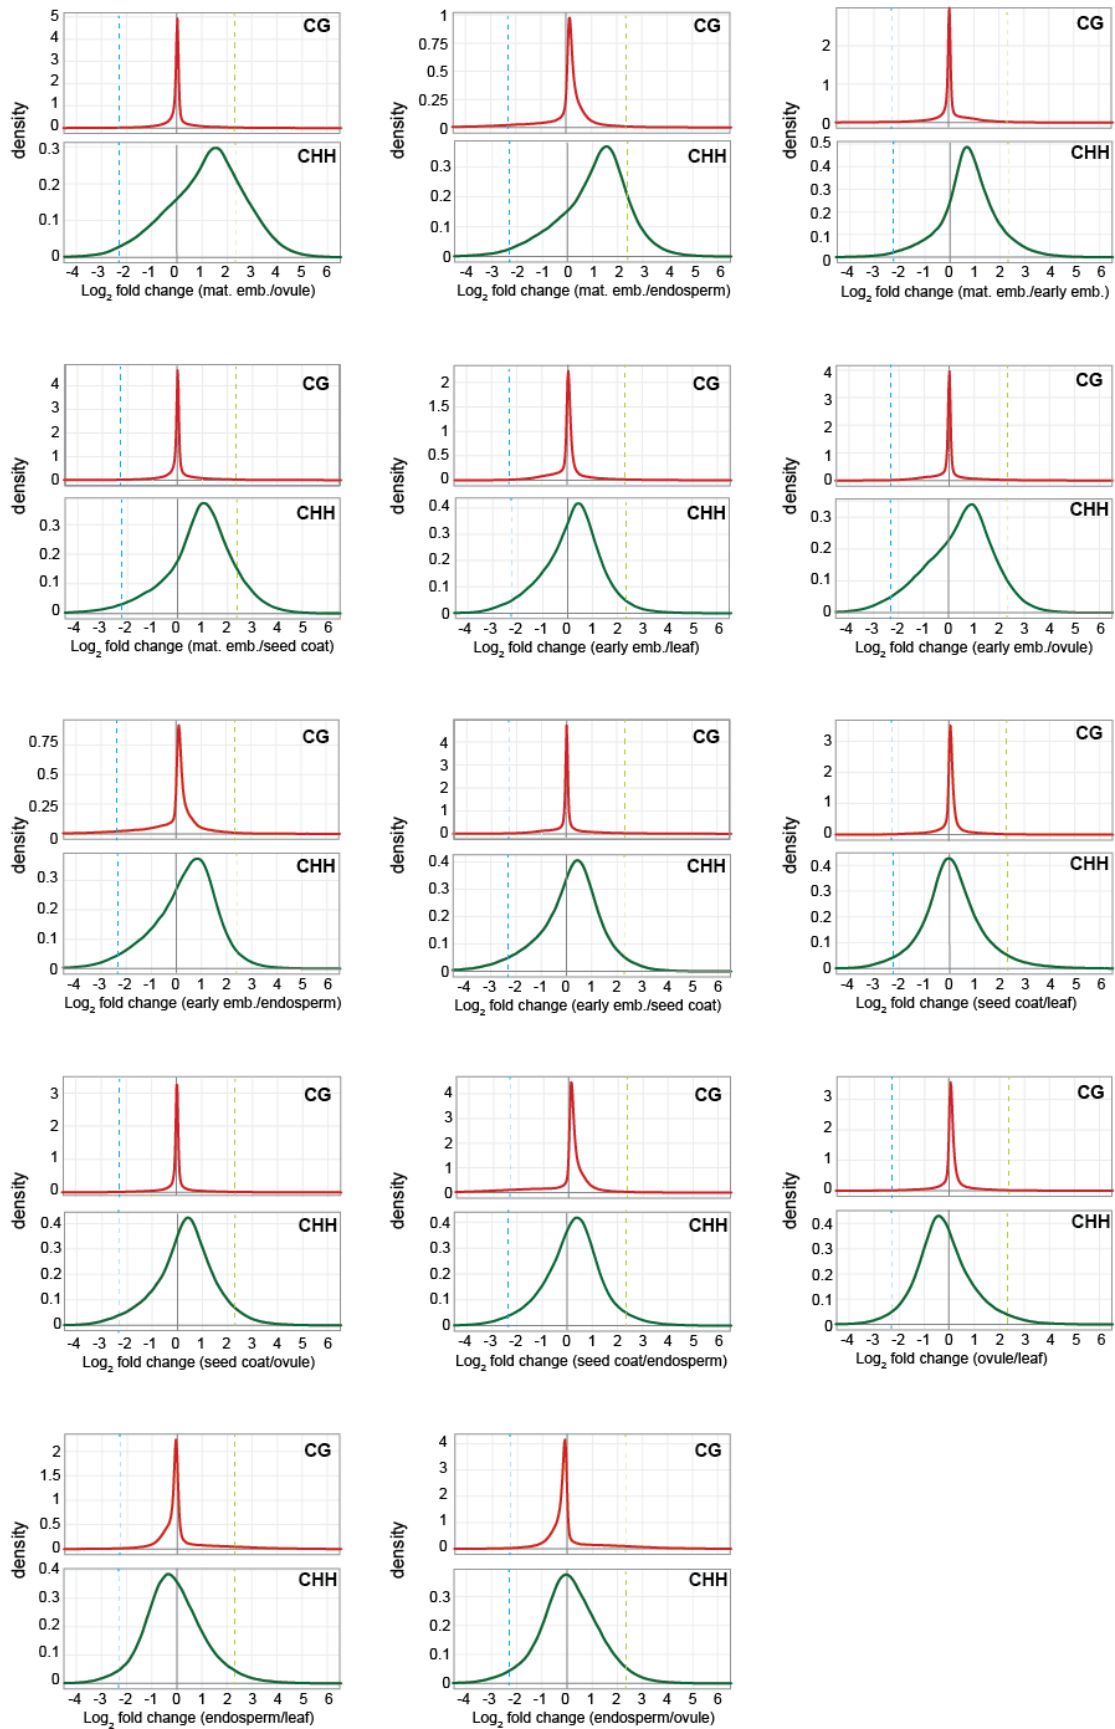 5
4
3
2
1
0
density
CG
0.3
0.2
0.1
0
CHH
-4 -3 -2 -1 0 1 2 3 4 5 6
Log2 fold change (mat. emb./ovule)
1
0.75
0.5
0.25
0
density
CG
0.3
0.2
0.1
0
CHH
-4 -3 -2 -1 0 1 2 3 4 5 6
Log2 fold change (mat. emb./endosperm)
2
1
0
density
CG
0.5
0.4
0.3
0.2
0.1
0
CHH
-4 -3 -2 -1 0 1 2 3 4 5 6
Log2 fold change (mat. emb./early emb.)
4
3
2
1
0
density
CG
0.3
0.2
0.1
0
CHH
-4 -3 -2 -1 0 1 2 3 4 5 6
Log2 fold change (mat. emb./seed coat)
2
1.5
1
0.5
0
density
CG
0.4
0.3
0.2
0.1
0
CHH
-4 -3 -2 -1 0 1 2 3 4 5 6
Log2 fold change (early emb./leaf)
4
3
2
1
0
density
CG
0.3
0.2
0.1
0
CHH
-4 -3 -2 -1 0 1 2 3 4 5 6
Log2 fold change (early emb./ovule)
0.75
0.5
0.25
0
density
CG
0.3
0.2
0.1
0
CHH
-4 -3 -2 -1 0 1 2 3 4 5 6
Log2 fold change (early emb./endosperm)
4
3
2
1
0
density
CG
0.4
0.3
0.2
0.1
0
CHH
-4 -3 -2 -1 0 1 2 3 4 5 6
Log2 fold change (early emb./seed coat)
3
2
1
0
density
CG
0.4
0.3
0.2
0.1
0
CHH
-4 -3 -2 -1 0 1 2 3 4 5 6
Log2 fold change (seed coat/leaf)
3
2
1
0
density
CG
0.4
0.3
0.2
0.1
0
CHH
-4 -3 -2 -1 0 1 2 3 4 5 6
Log2 fold change (seed coat/ovule)
4
3
2
1
0
density
CG
0.4
0.3
0.2
0.1
0
CHH
-4 -3 -2 -1 0 1 2 3 4 5 6
Log2 fold change (seed coat/endosperm)
3
2
1
0
density
CG
0.4
0.3
0.2
0.1
0
CHH
-4 -3 -2 -1 0 1 2 3 4 5 6
Log2 fold change (ovule/leaf)
2
1.5
1
0.5
0
density
CG
0.4
0.3
0.2
0.1
0
CHH
-4 -3 -2 -1 0 1 2 3 4 5 6
Log2 fold change (endosperm/leaf)
4
3
2
1
0
density
CG
0.3
0.2
0.1
0
CHH
-4 -3 -2 -1 0 1 2 3 4 5 6
Log2 fold change (endosperm/ovule)